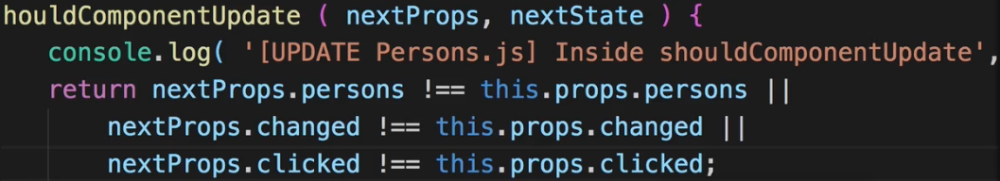 houldComponentUpdate ( nextProps, nextState ) {
console.log( '[UPDATE Persons.js] Inside shouldComponentUpdate',
return nextProps.persons !== this.props.persons ||
nextProps.changed !== this.props.changed ||
nextProps.clicked !== this.props.clicked;